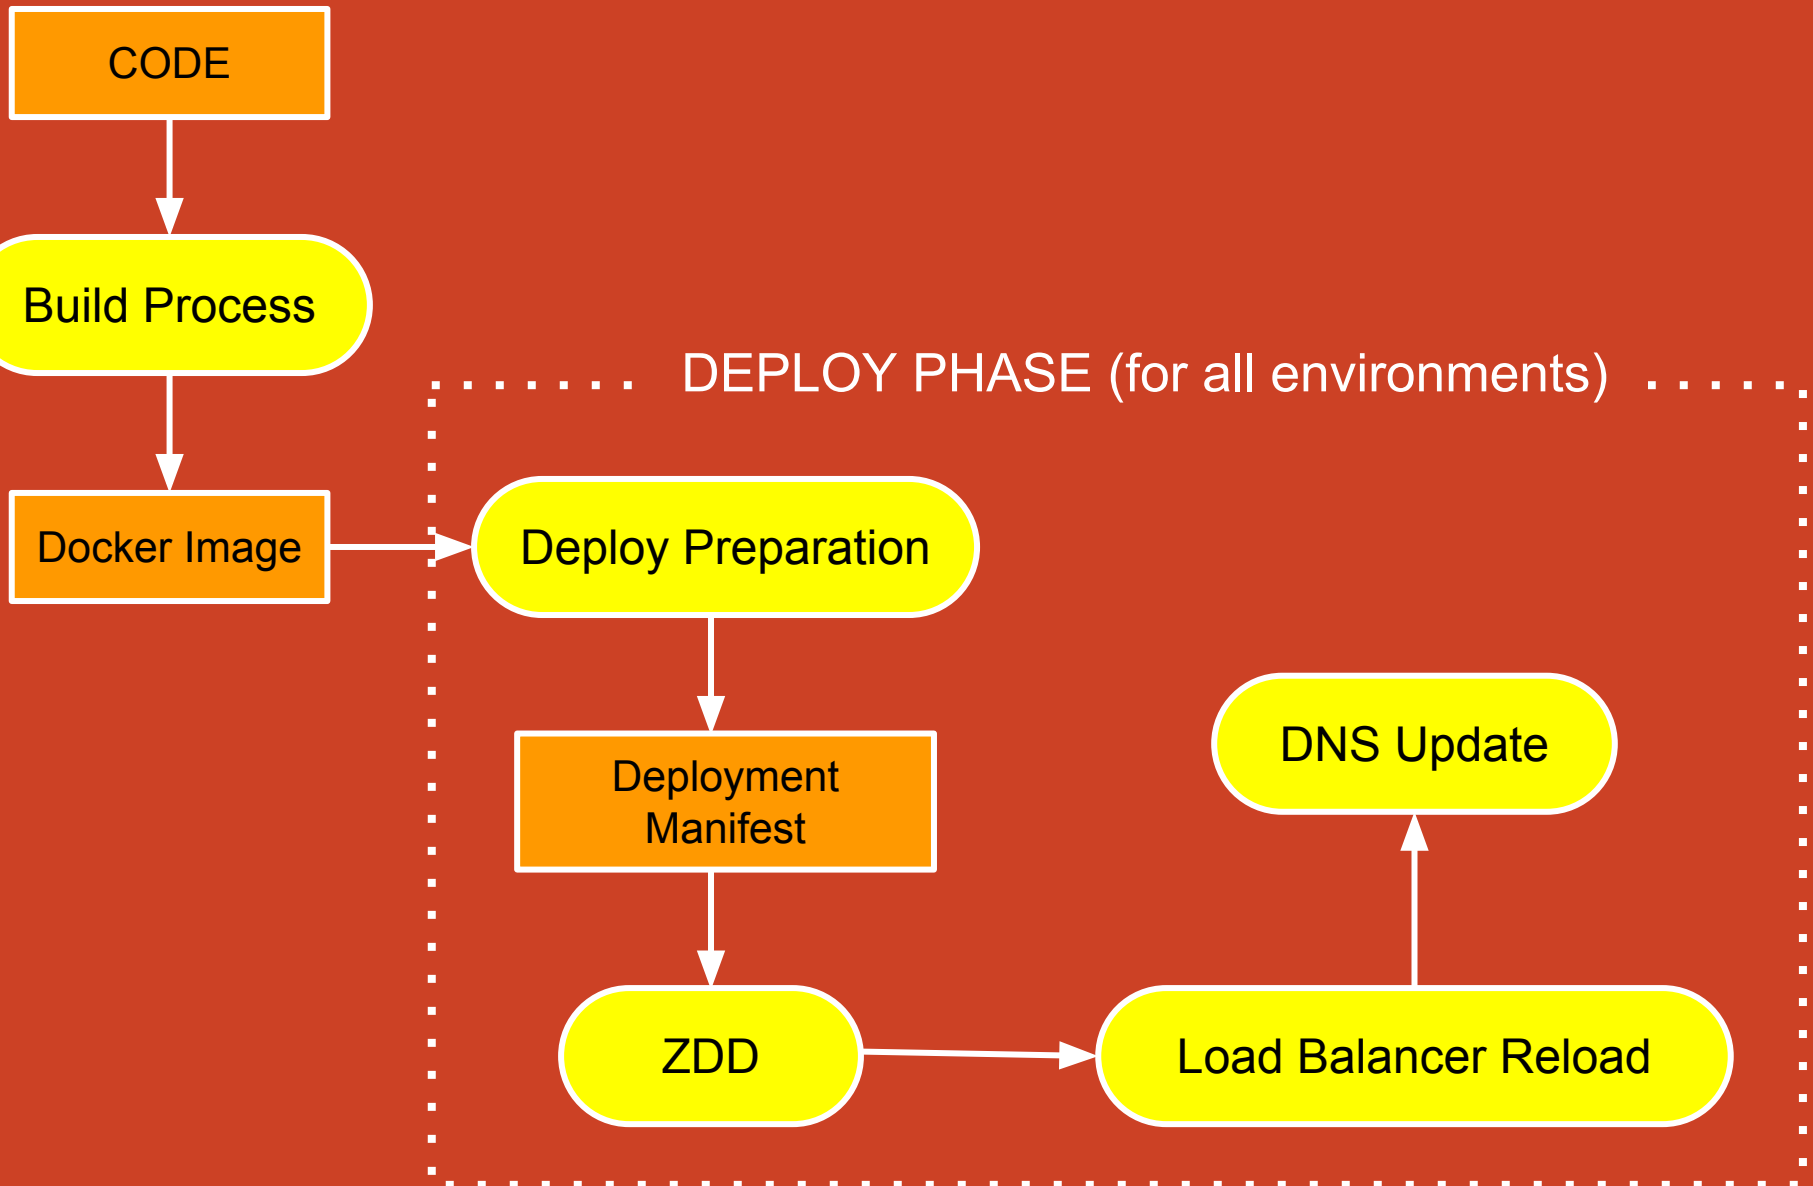 CODE
Build Process
DEPLOY PHASE (for all environments)
Docker Image
Deploy Preparation
Deployment
Manifest
DNS Update
ZDD
Load Balancer Reload